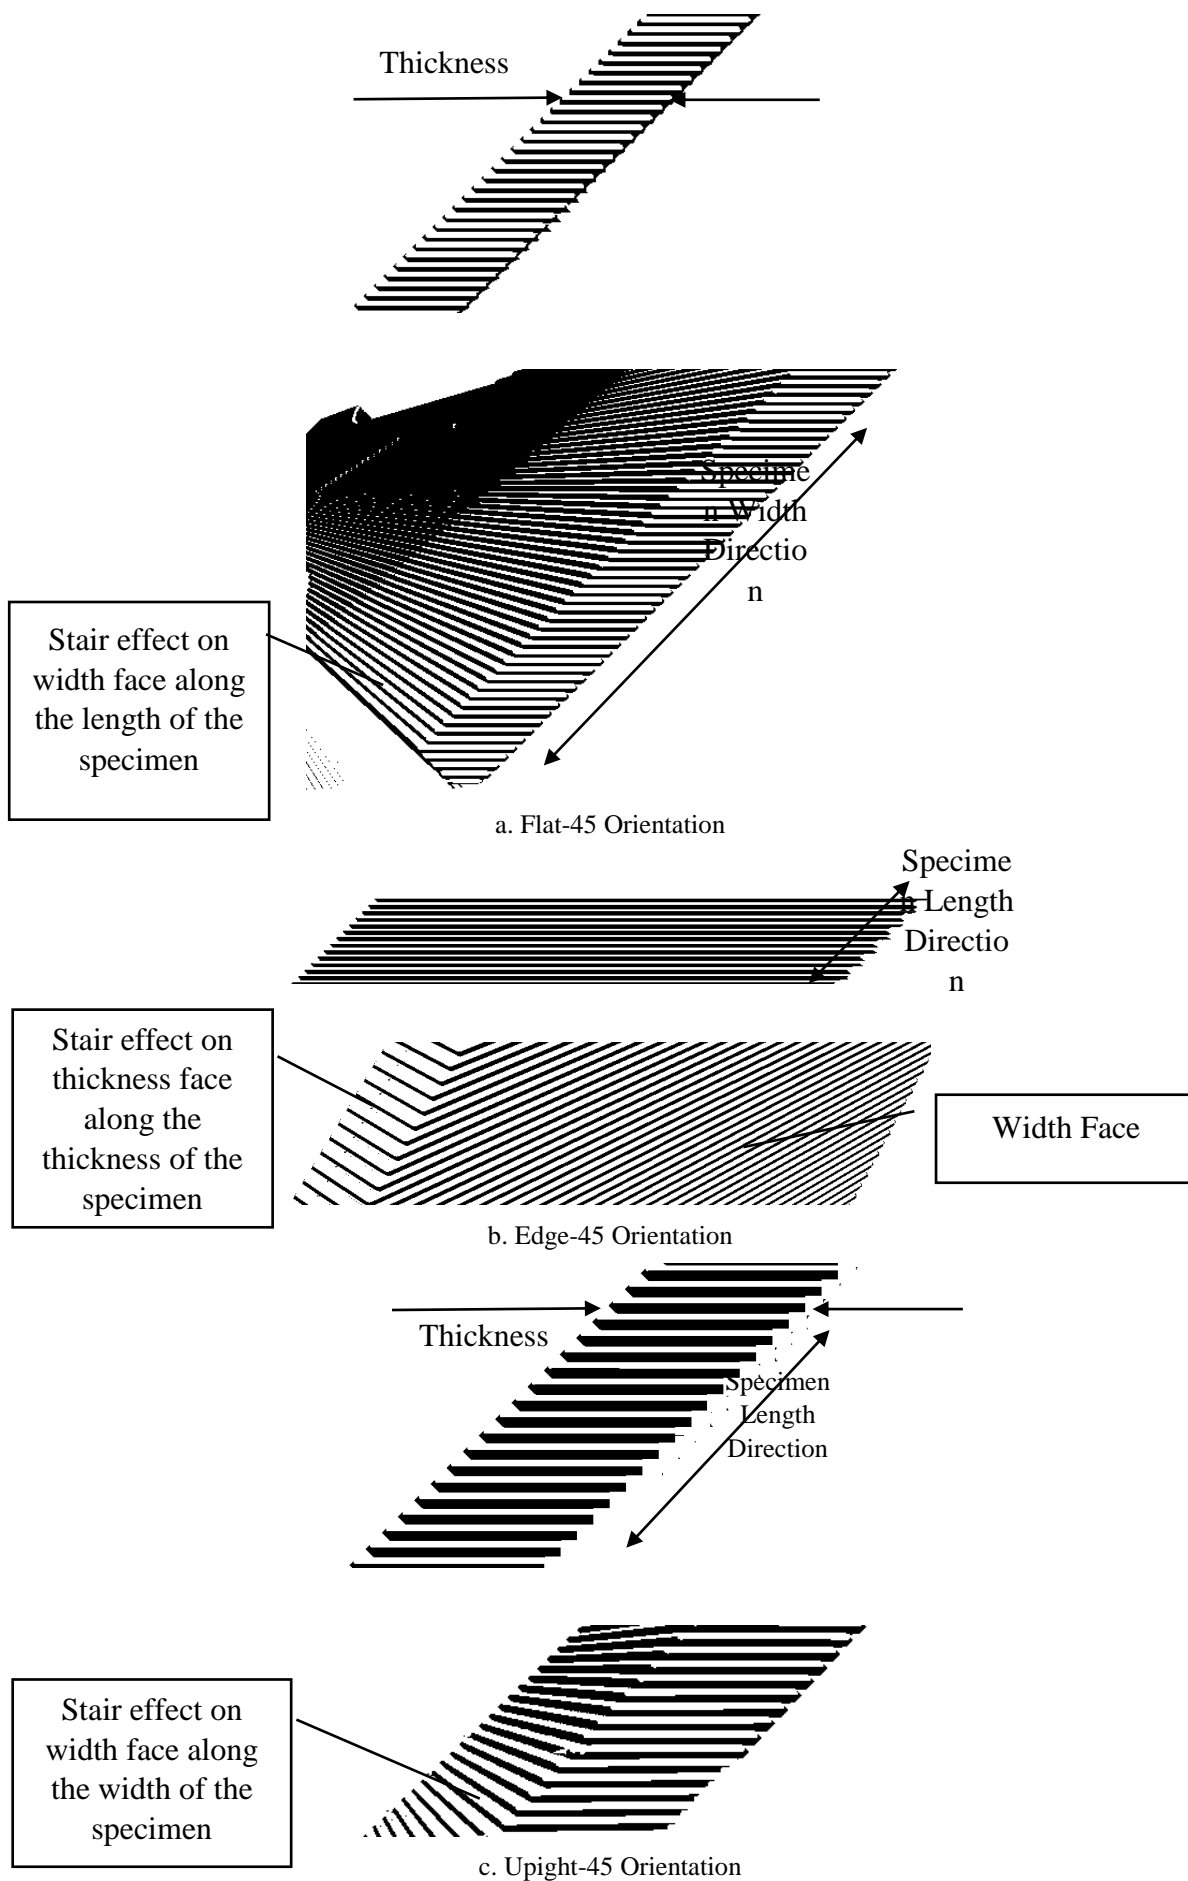 Thickness
Specime
n Width
Directio
n
Stair effect on
width face along
the length of the
specimen
a. Flat-45 Orientation
Specime
n Length
Directio
n
Stair effect on
thickness face
along the
thickness of the
specimen
Width Face
b. Edge-45 Orientation
Thickness
Specimen
Length
Direction
Stair effect on
width face along
the width of the
specimen
c. Upight-45 Orientation